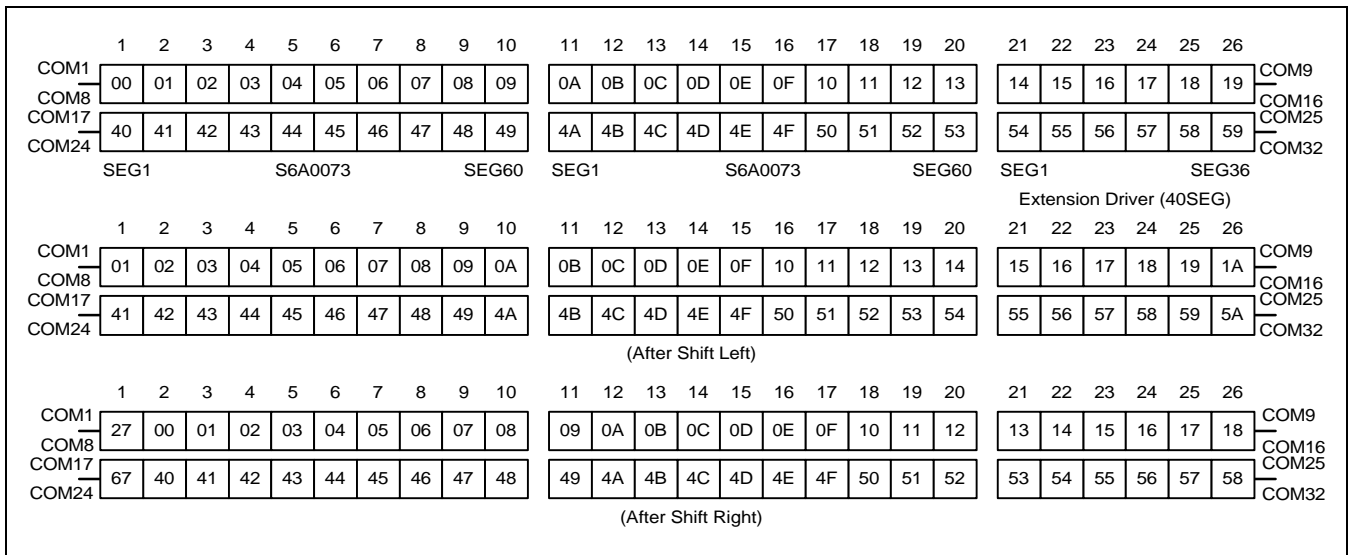 1 2 3 4 5 6 7 8 9 10 11 12 13 14 15 16 17 18 19 20 21 22 23 24 25 26
COM1 COM9
00 01 02 03 04 05 06 07 08 09 0A 0B 0C 0D 0E 0F 10 11 12 13 14 15 16 17 18 19
COM8 COM16
COM17 COM25
40 41 42 43 44 45 46 47 48 49 4A 4B 4C 4D 4E 4F 50 51 52 53 54 55 56 57 58 59
COM24 COM32
SEG1 S6A0073 SEG60 SEG1 S6A0073 SEG60 SEG1 SEG36
Extension Driver (40SEG)
1 2 3 4 5 6 7 8 9 10 11 12 13 14 15 16 17 18 19 20 21 22 23 24 25 26
COM1 COM9
01 02 03 04 05 06 07 08 09 0A 0B 0C 0D 0E 0F 10 11 12 13 14 15 16 17 18 19 1A
COM8 COM16
COM17 COM25
41 42 43 44 45 46 47 48 49 4A 4B 4C 4D 4E 4F 50 51 52 53 54 55 56 57 58 59 5A
COM24 COM32
(After Shift Left)
1 2 3 4 5 6 7 8 9 10 11 12 13 14 15 16 17 18 19 20 21 22 23 24 25 26
COM1 COM9
27 00 01 02 03 04 05 06 07 08 09 0A 0B 0C 0D 0E 0F 10 11 12 13 14 15 16 17 18
COM8 COM16
COM17 COM25
67 40 41 42 43 44 45 46 47 48 49 4A 4B 4C 4D 4E 4F 50 51 52 53 54 55 56 57 58
COM24 COM32
(After Shift Right)